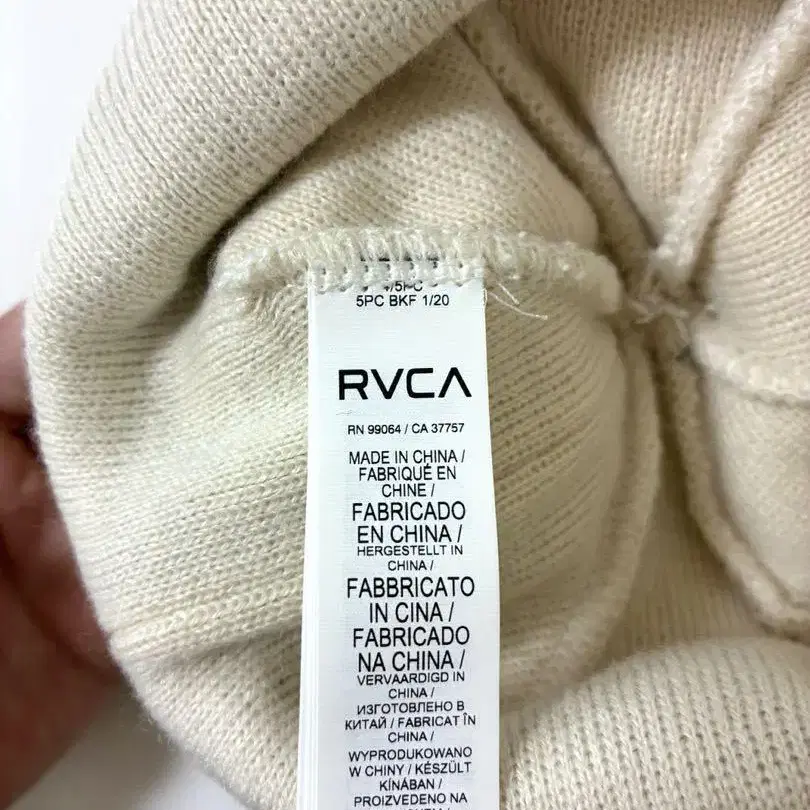 5PC BKF 1/20
RVCA
RN 99064 / CA 37757
MADE IN CHINA /
FABRIQUÉ EN
CHINE /
FABRICADO
EN CHINA /
HERGESTELLT IN
CHINA /
FABBRICATO
IN CINA /
FABRICADO
NA CHINA /
VERVAARDIGD IN
CHINA /
ИЗГОТОВЛЕНО В
КИТАЙ / FABRICAT ÎN
CHINA /
WYPRODUKOWANO
W CHINY / KÉSZÜLT
KÍNÁBAN /
PROIZVEDENO NA